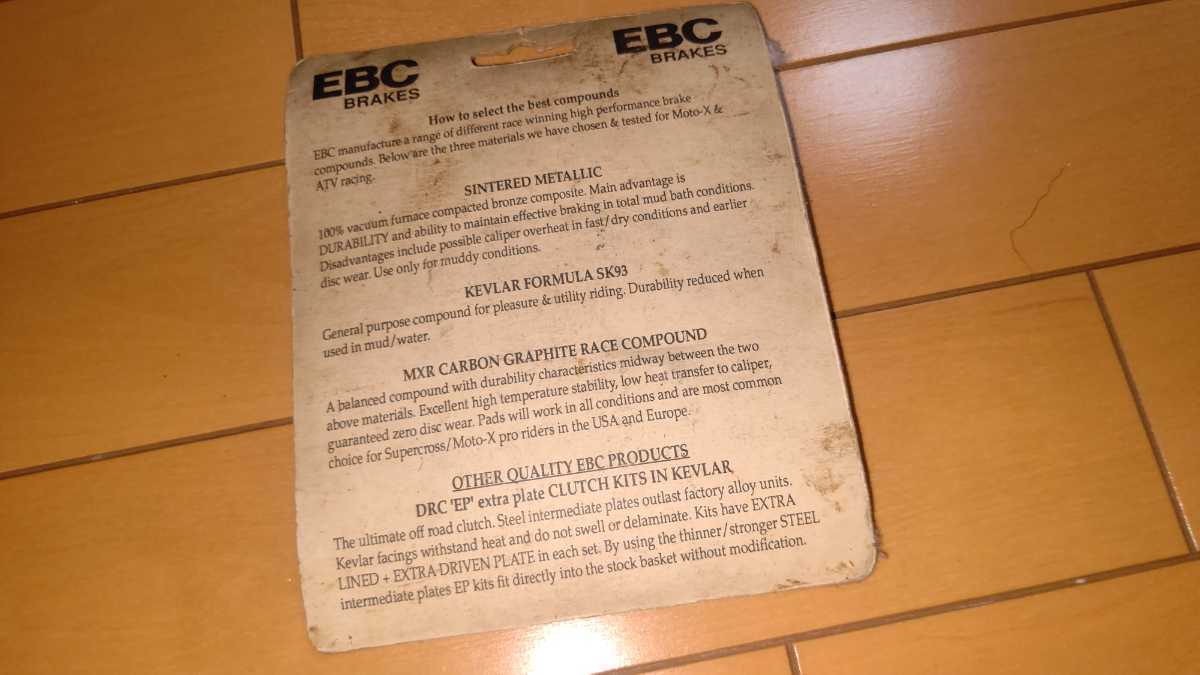 EBC
BRAKES
EBC
BRAKES
How to select the best compounds
EBC manufacture a range of different race winning high performance brake
compounds. Below are the three materials we have chosen & tested for Moto-X &
ATV racing.
SINTERED METALLIC
100% vacuum furnace compacted bronze composite. Main advantage is
DURABILITY and ability to maintain effective braking in total mud bath conditions.
Disadvantages include possible caliper overheat in fast/dry conditions and earlier
disc wear. Use only for muddy conditions.
KEVLAR FORMULA SK93
General purpose compound for pleasure & utility riding. Durability reduced when
used in mud/water.
MXR CARBON GRAPHITE RACE COMPOUND
A balanced compound with durability characteristics midway between the two
above materials. Excellent high temperature stability, low heat transfer to caliper,
guaranteed zero disc wear. Pads will work in all conditions and are most common
choice for Supercross/Moto-X pro riders in the USA and Europe.
OTHER QUALITY EBC PRODUCTS
DRC 'EP' extra plate CLUTCH KITS IN KEVLAR
The ultimate off road clutch. Steel intermediate plates outlast factory alloy units.
Kevlar facings withstand heat and do not swell or delaminate. Kits have EXTRA
LINED + EXTRA DRIVEN PLATE in each set. By using the thinner/stronger STEEL
intermediate plates EP kits fit directly into the stock basket without modification.